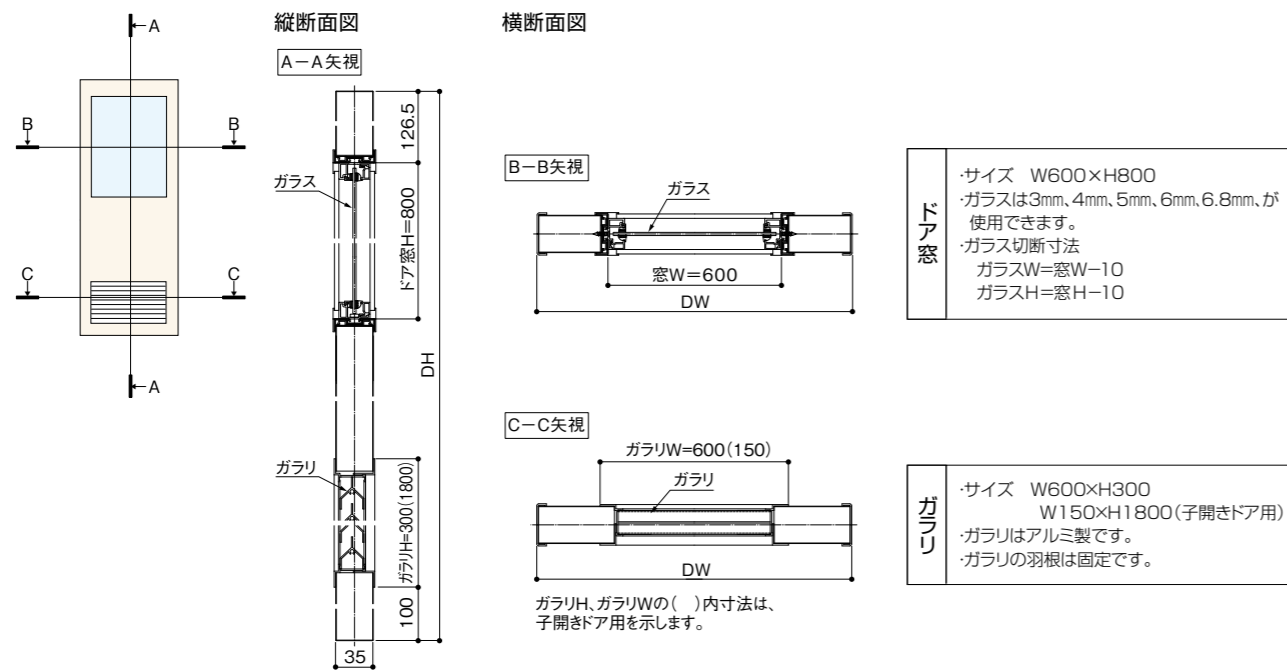 A
B
B
C
C
A
縦断面図
A−A矢視
126.5
ガラス
ドア窓H=800
DH
ガラリ
ガラリH=300(1800)
100
35
横断面図
B−B矢視
ガラス
窓W=600
DW
C−C矢視
ガラリW=600(150)
ガラリ
DW
ガラリH、ガラリWの(　)内寸法は、
子開きドア用を示します。
ドア窓
・サイズ　W600×H800
・ガラスは3mm、4mm、5mm、6mm、6.8mm、が
使用できます。
・ガラス切断寸法
ガラスW=窓W−10
ガラスH=窓H−10
ガラリ
・サイズ　W600×H300
W150×H1800(子開きドア用)
・ガラリはアルミ製です。
・ガラリの羽根は固定です。